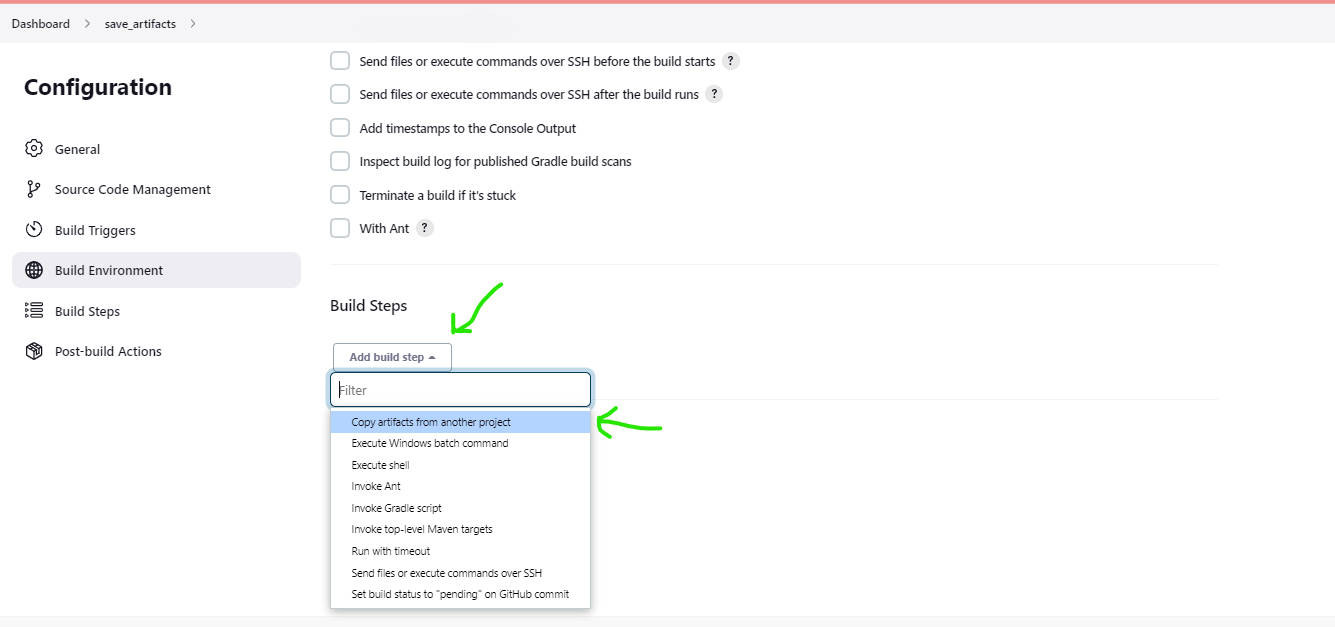 Dashboard > save_artifacts >
Configuration
General
Source Code Management
Build Triggers
Build Environment
Build Steps
Post-build Actions
Send files or execute commands over SSH before the build starts ?
Send files or execute commands over SSH after the build runs ?
Add timestamps to the Console Output
Inspect build log for published Gradle build scans
Terminate a build if it's stuck
With Ant ?
Build Steps
Add build step
Filter
Copy artifacts from another project
Execute Windows batch command
Execute shell
Invoke Ant
Invoke Gradle script
Invoke top-level Maven targets
Run with timeout
Send files or execute commands over SSH
Set build status to "pending" on GitHub commit